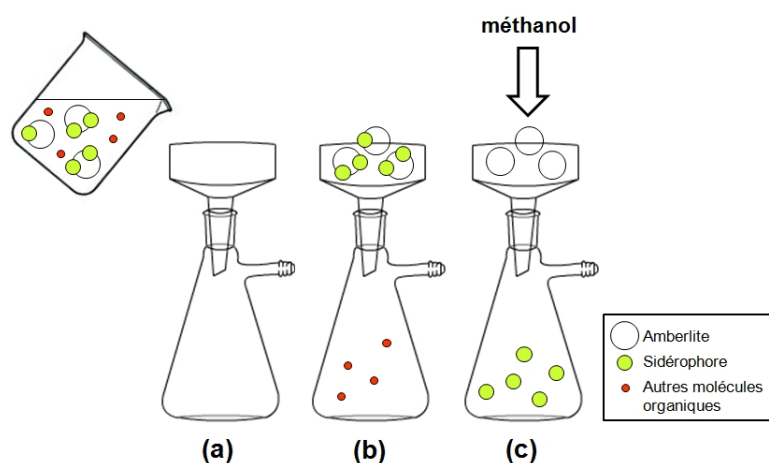 méthanol
Amberlite
Sidérophore
Autres molécules
organiques
(a)
(b)
(c)